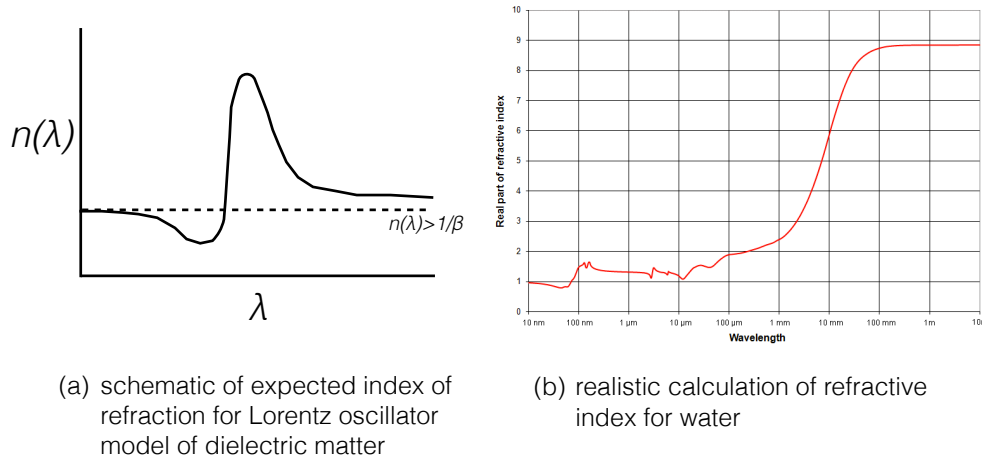 n(λ)
n(λ)>1/β
λ
10
9
8
7
6
5
4
3
2
1
0
Real part of refractive index
10 nm 100 nm 1 μm 10 μm 100 μm 1 mm 10 mm 100 mm 1m
Wavelength
(a) schematic of expected index of
refraction for Lorentz oscillator
model of dielectric matter
(b) realistic calculation of refractive
index for water